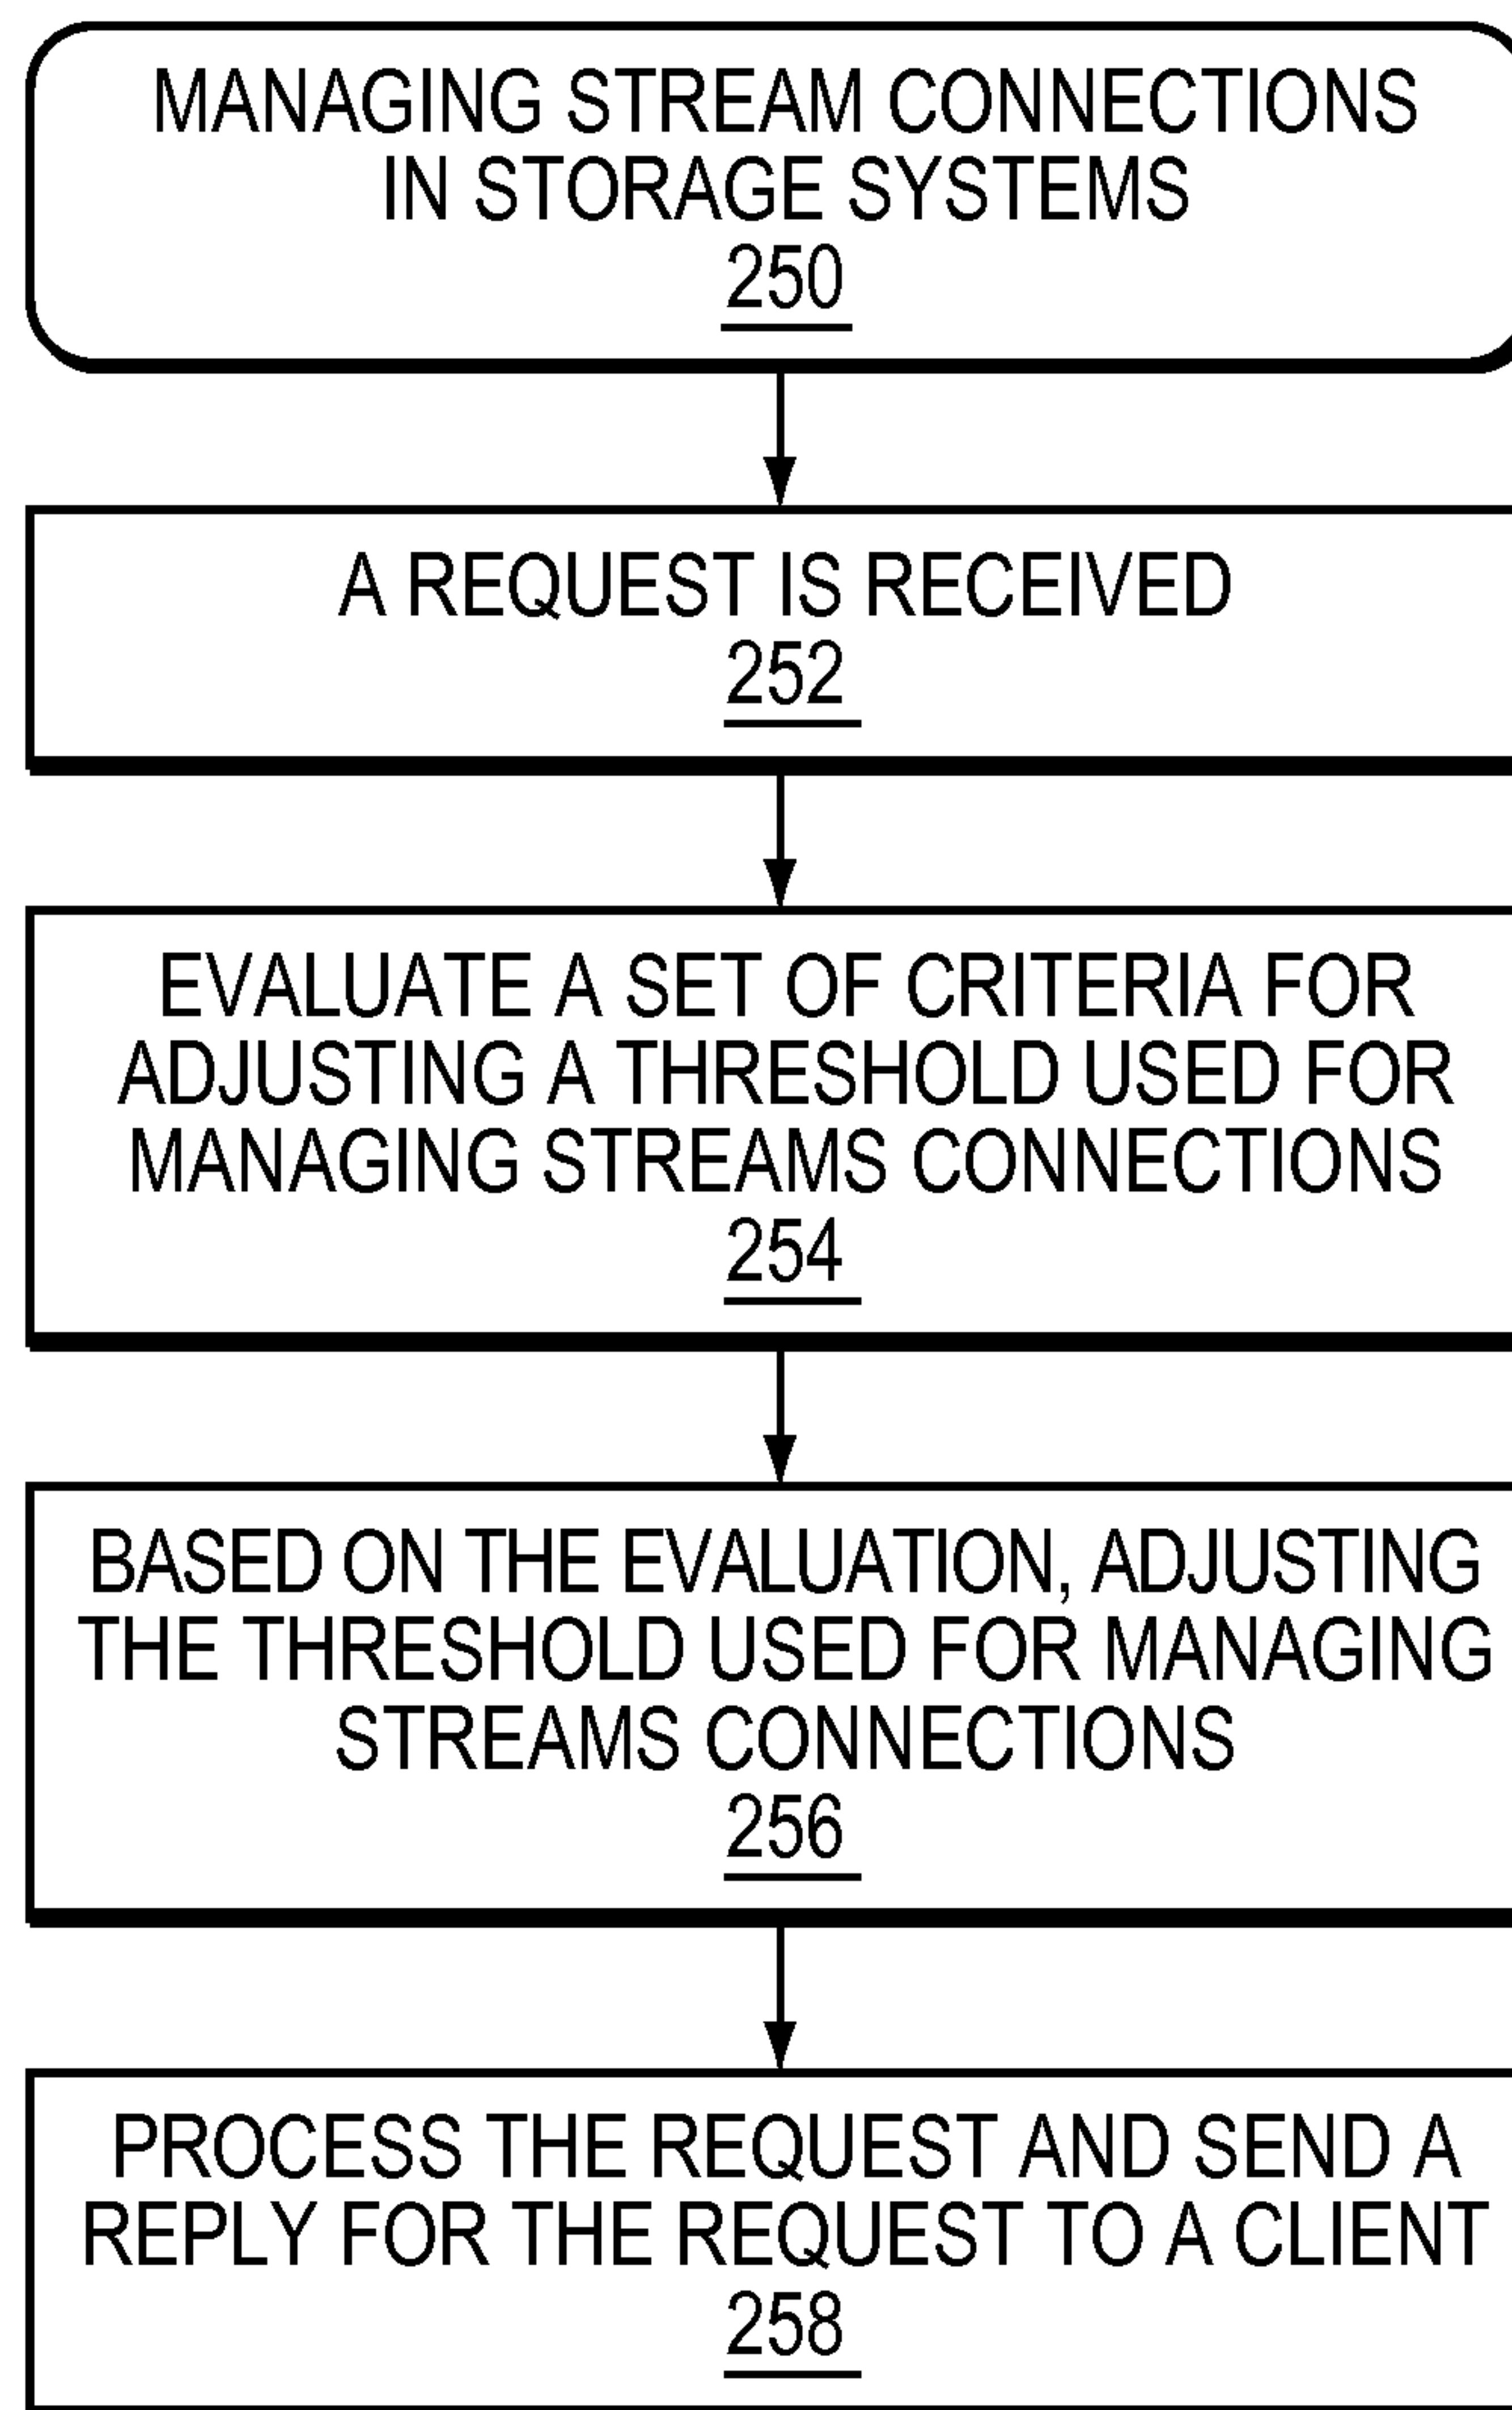 MANAGING STREAM CONNECTIONS
IN STORAGE SYSTEMS
250
A REQUEST IS RECEIVED
252
EVALUATE A SET OF CRITERIA FOR
ADJUSTING A THRESHOLD USED FOR
MANAGING STREAMS CONNECTIONS
254
BASED ON THE EVALUATION, ADJUSTING
THE THRESHOLD USED FOR MANAGING
STREAMS CONNECTIONS
256
PROCESS THE REQUEST AND SEND A
REPLY FOR THE REQUEST TO A CLIENT
258